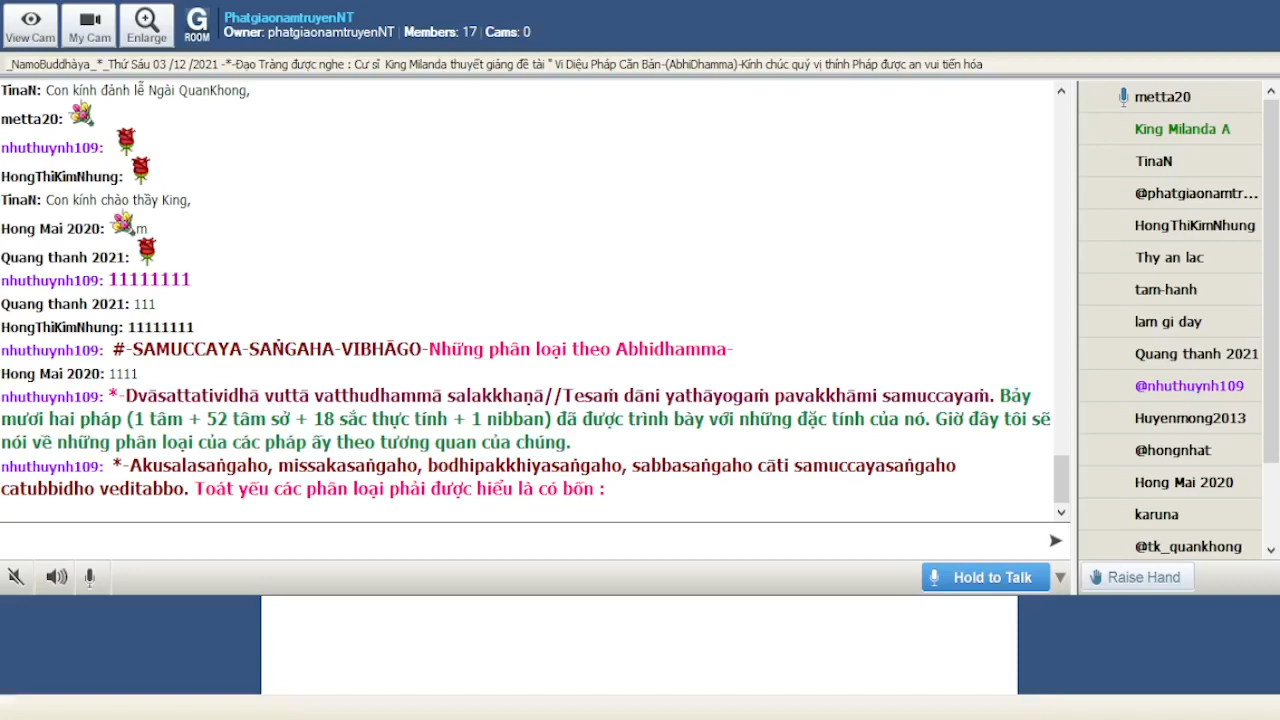 View Cam
My Cam
Enlarge
G
ROOM
PhatgiaonamtruyenNT
Owner: phatgiaonamtruyenNT | Members: 17 | Cams: 0
_NamoBuddhàya_*_Thứ Sáu 03 /12 /2021 -*-Đạo Tràng được nghe : Cư sĩ  King Milanda thuyết giảng đề tài " Vi Diệu Pháp Căn Bản-(AbhiDhamma)-Kính chúc quý vị thính Pháp được an vui tiến hóa
TinaN: Con kính đảnh lễ Ngài QuanKhong,
metta20:
nhuthuynh109:
HongThiKimNhung:
TinaN: Con kính chào thầy King,
Hong Mai 2020: m
Quang thanh 2021:
nhuthuynh109: 11111111
Quang thanh 2021: 111
HongThiKimNhung: 11111111
nhuthuynh109: #-SAMUCCAYA-SAṄGAHA-VIBHĀGO-Những phân loại theo Abhidhamma-
Hong Mai 2020: 1111
nhuthuynh109: *-Dvāsattatividhā vuttā vatthudhammā salakkhaṇā//Tesaṁ dāni yathāyogaṁ pavakkhāmi samuccayaṁ. Bảy
mươi hai pháp (1 tâm + 52 tâm sở + 18 sắc thực tính + 1 nibban) đã được trình bày với những đặc tính của nó. Giờ đây tôi sẽ
nói về những phân loại của các pháp ấy theo tương quan của chúng.
nhuthuynh109: *-Akusalasaṅgaho, missakasaṅgaho, bodhipakkhiyasaṅgaho, sabbasaṅgaho cāti samuccayasaṅgaho
catubbidho veditabbo. Toát yếu các phân loại phải được hiểu là có bốn :
metta20
King Milanda A
TinaN
@phatgiaonamtr...
HongThiKimNhung
Thy an lac
tam-hanh
lam gi day
Quang thanh 2021
@nhuthuynh109
Huyenmong2013
@hongnhat
Hong Mai 2020
karuna
@tk_quankhong
Hold to Talk
Raise Hand